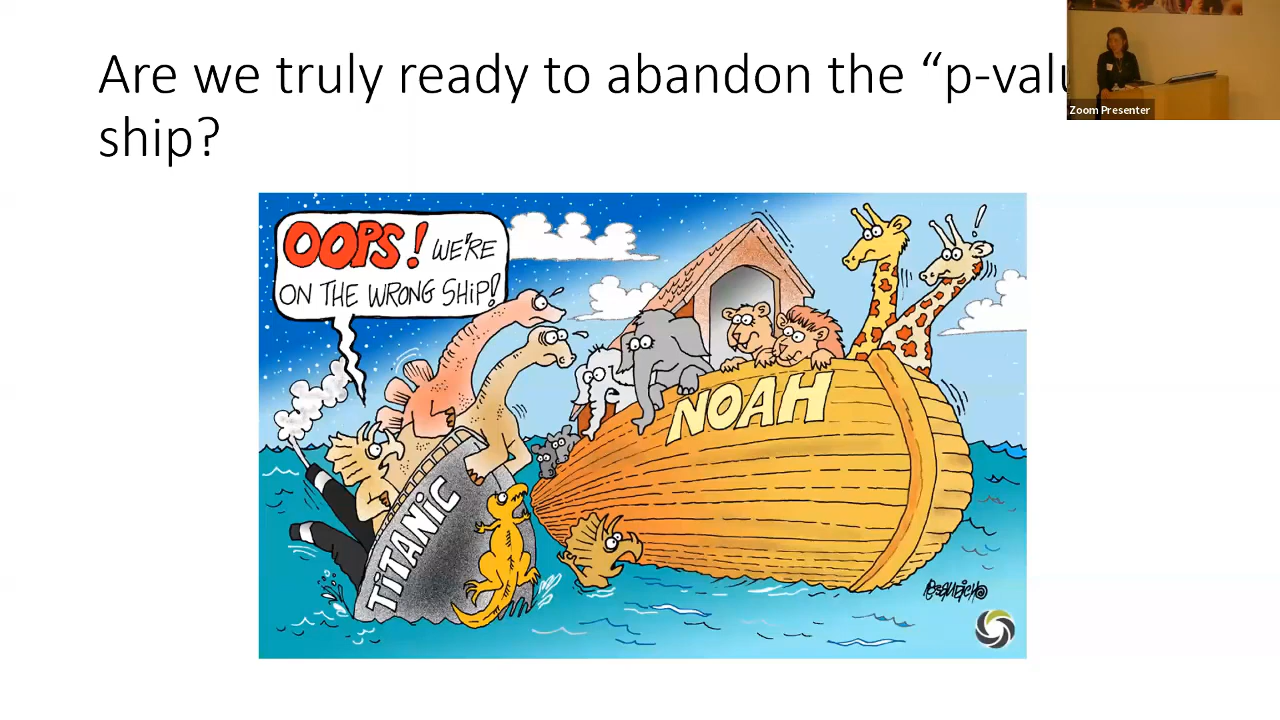 Are we truly ready to abandon the “p-valu
ship?
Zoom Presenter
OOPS! WE'RE
ON THE WRONG SHIP!
NOAH
!
TITANIC